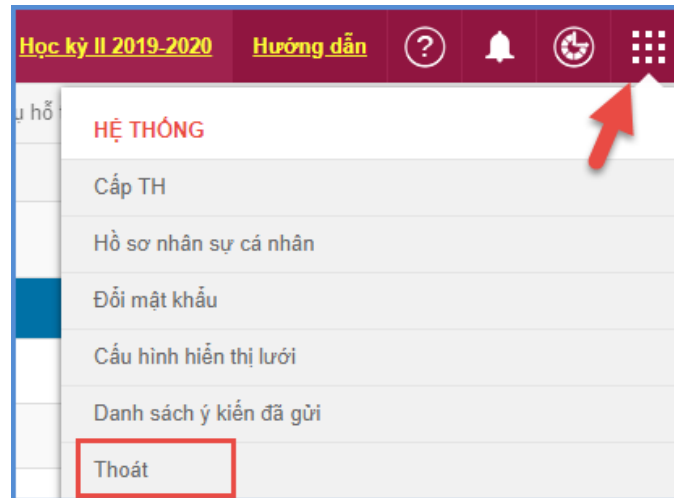 Học kỳ II 2019-2020 Hướng dẫn ?
ụ hỗ
HỆ THỐNG
Cấp TH
Hồ sơ nhân sự cá nhân
Đổi mật khẩu
Cấu hình hiển thị lưới
Danh sách ý kiến đã gửi
Thoát